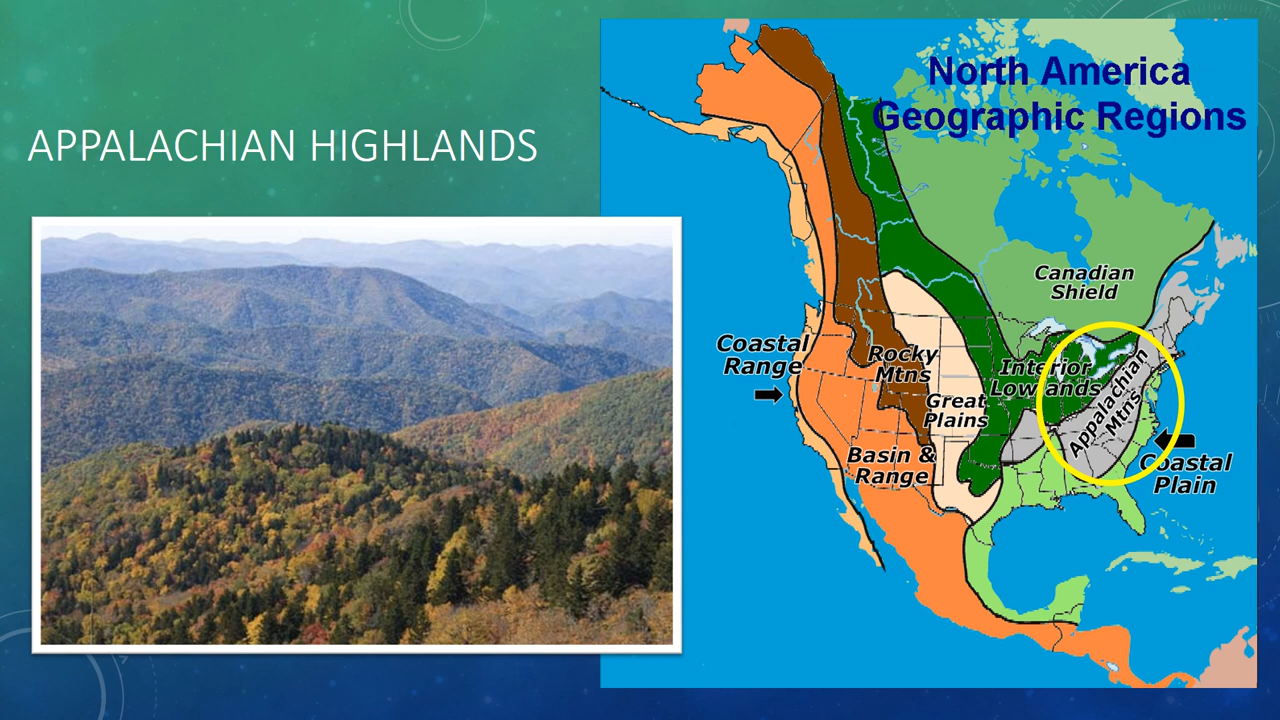 APPALACHIAN HIGHLANDS
North America
Geographic Regions
Canadian
Shield
Coastal
Range
Rocky
Mtns
Interior
Lowlands
Great
Plains
Appalachian
Mtns
Basin &
Range
Coastal
Plain